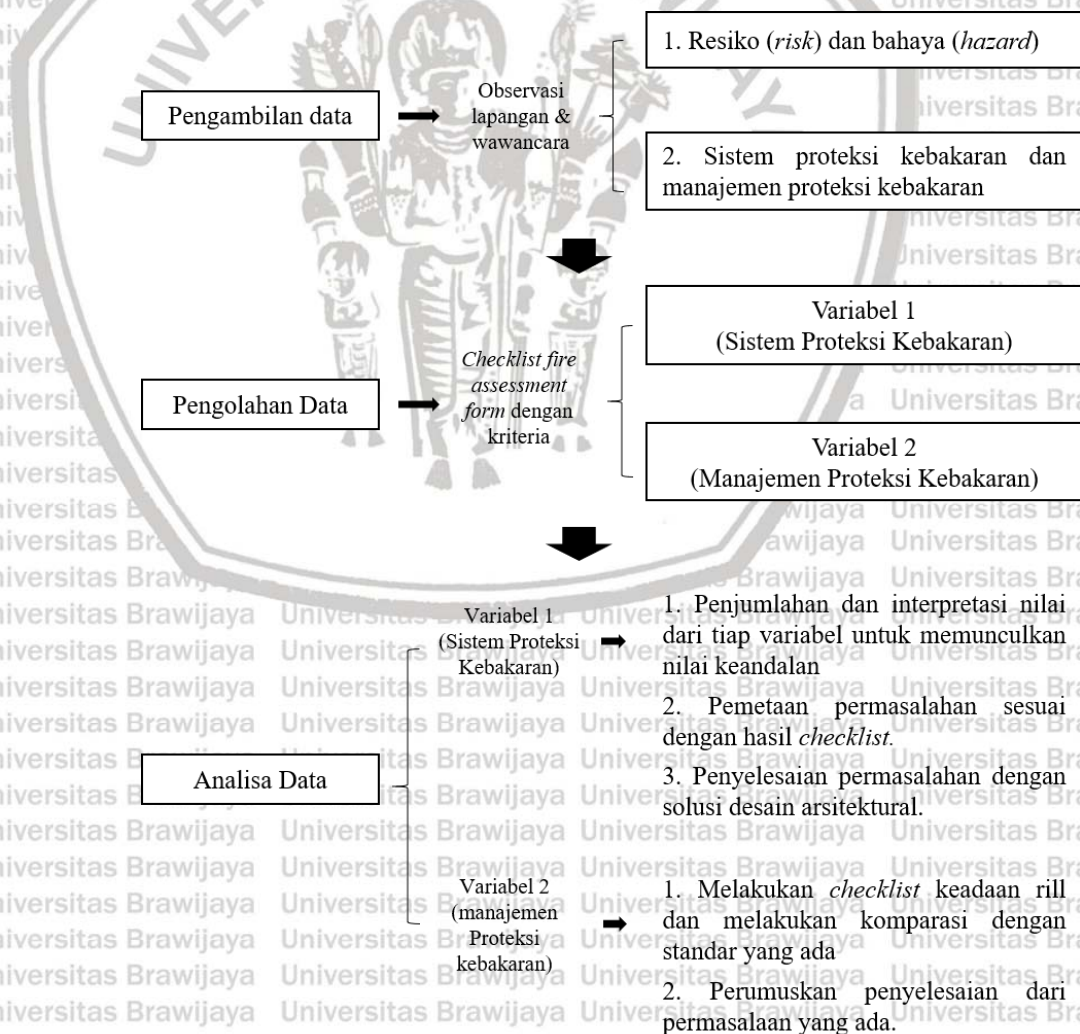 1. Resiko (risk) dan bahaya (hazard)
Pengambilan data
Observasi
lapangan &
wawancara
2. Sistem proteksi kebakaran dan
manajemen proteksi kebakaran
Variabel 1
(Sistem Proteksi Kebakaran)
Pengolahan Data
Checklist fire
assessment
form dengan
kriteria
Variabel 2
(Manajemen Proteksi Kebakaran)
Analisa Data
Variabel 1
(Sistem Proteksi
Kebakaran)
1. Penjumlahan dan interpretasi nilai
dari tiap variabel untuk memunculkan
nilai keandalan
2. Pemetaan permasalahan sesuai
dengan hasil checklist.
3. Penyelesaian permasalahan dengan
solusi desain arsitektural.
Variabel 2
(manajemen
Proteksi
kebakaran)
1. Melakukan checklist keadaan rill
dan melakukan komparasi dengan
standar yang ada
2. Perumuskan penyelesaian dari
permasalaan yang ada.